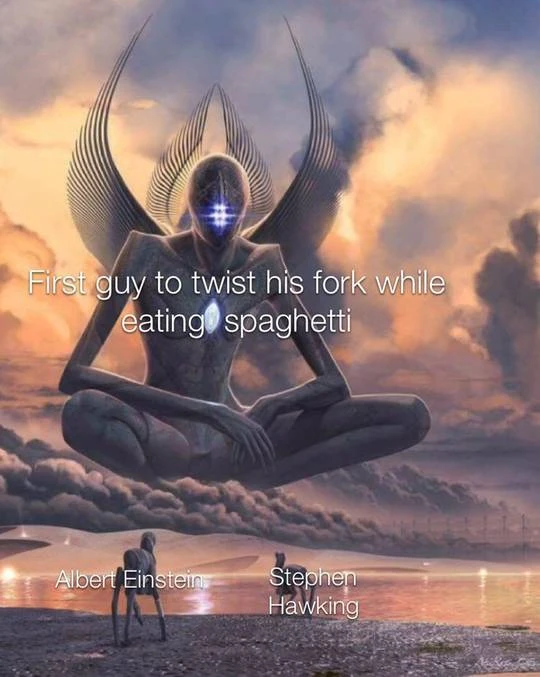 First guy to twist his fork while
eating spaghetti
Albert Einstein
Stephen
Hawking